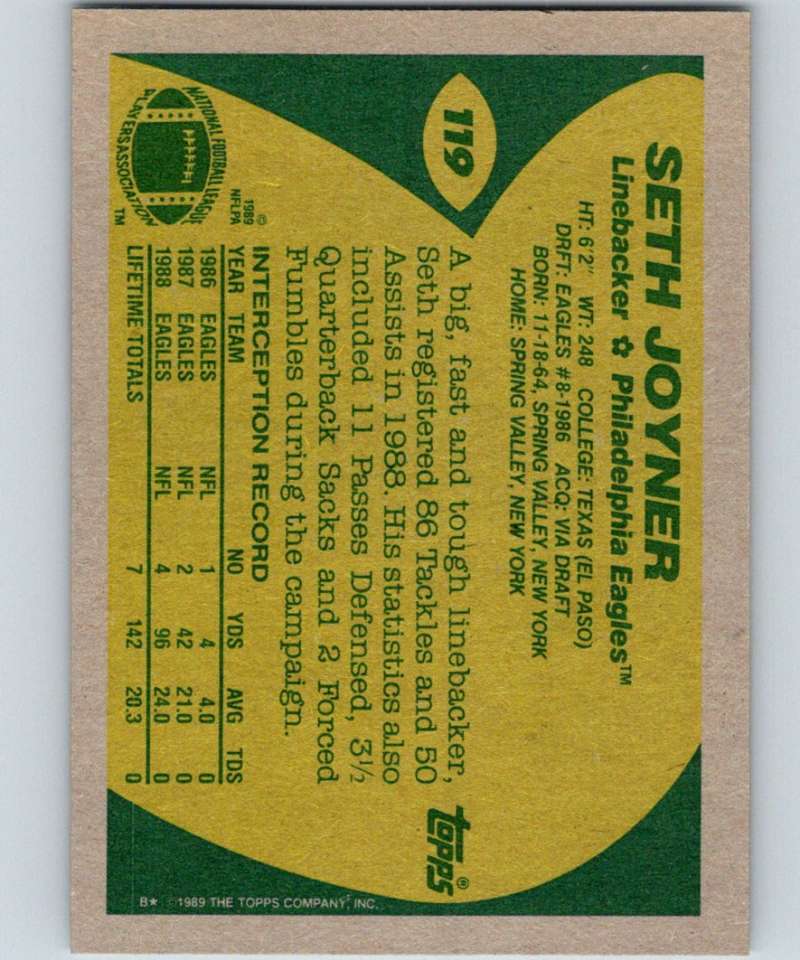 119
SETH JOYNER
Linebacker ✩ Philadelphia Eagles™
HT: 6'2" WT: 248 COLLEGE: TEXAS (EL PASO)
DRFT: EAGLES #8-1986 ACQ: VIA DRAFT
BORN: 11-18-64, SPRING VALLEY, NEW YORK
HOME: SPRING VALLEY, NEW YORK
A big, fast and tough linebacker,
Seth registered 86 Tackles and 50
Assists in 1988. His statistics also
included 11 Passes Defensed, 3½
Quarterback Sacks and 2 Forced
Fumbles during the campaign.
topps®
NATIONAL FOOTBALL LEAGUE
PLAYERS ASSOCIATION
TM
©
1989
NFLPA
INTERCEPTION RECORD
YEAR TEAM NO YDS AVG TDS
1986 EAGLES NFL 1 4 4.0 0
1987 EAGLES NFL 2 42 21.0 0
1988 EAGLES NFL 4 96 24.0 0
LIFETIME TOTALS 7 142 20.3 0
B* ©1989 THE TOPPS COMPANY, INC.